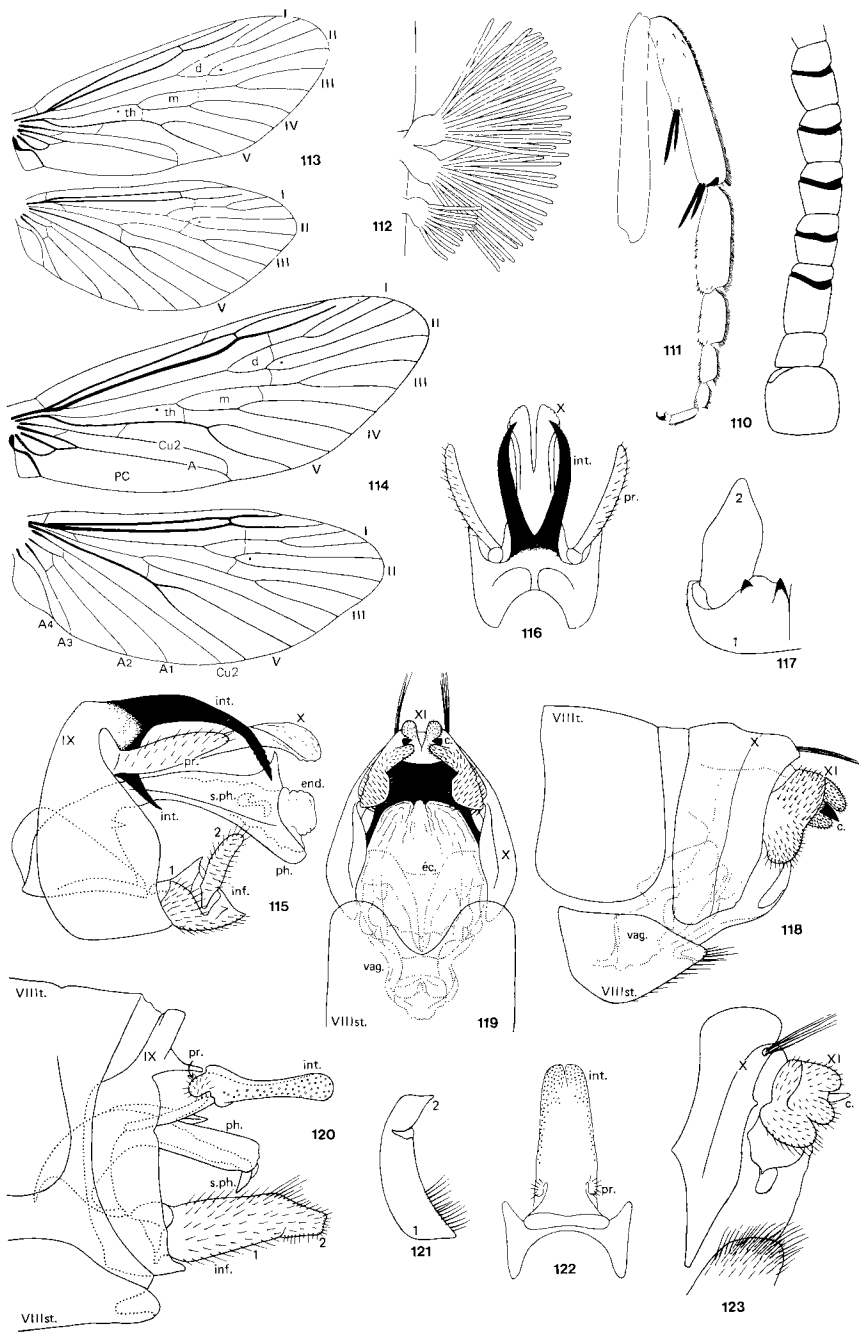 I
II
III
IV
V
d
m
th
113
I
II
III
V
112
111
110
I
II
III
IV
V
d
m
th
Cu2
A
PC
114
I
II
III
V
Cu2
A1
A2
A3
A4
X
int.
pr.
116
2
1
117
int.
IX
X
pr.
end.
s.ph.
int.
2
1
ph.
inf.
115
XI
c.
X
éc.
vag.
VIIIst.
119
VIIIt.
X
XI
c.
vag.
VIIIst.
118
VIIIt.
IX
pr.
int.
ph.
120
s.ph.
1
2
inf.
VIIIst.
2
1
121
int.
pr.
122
X
XI
c.
123